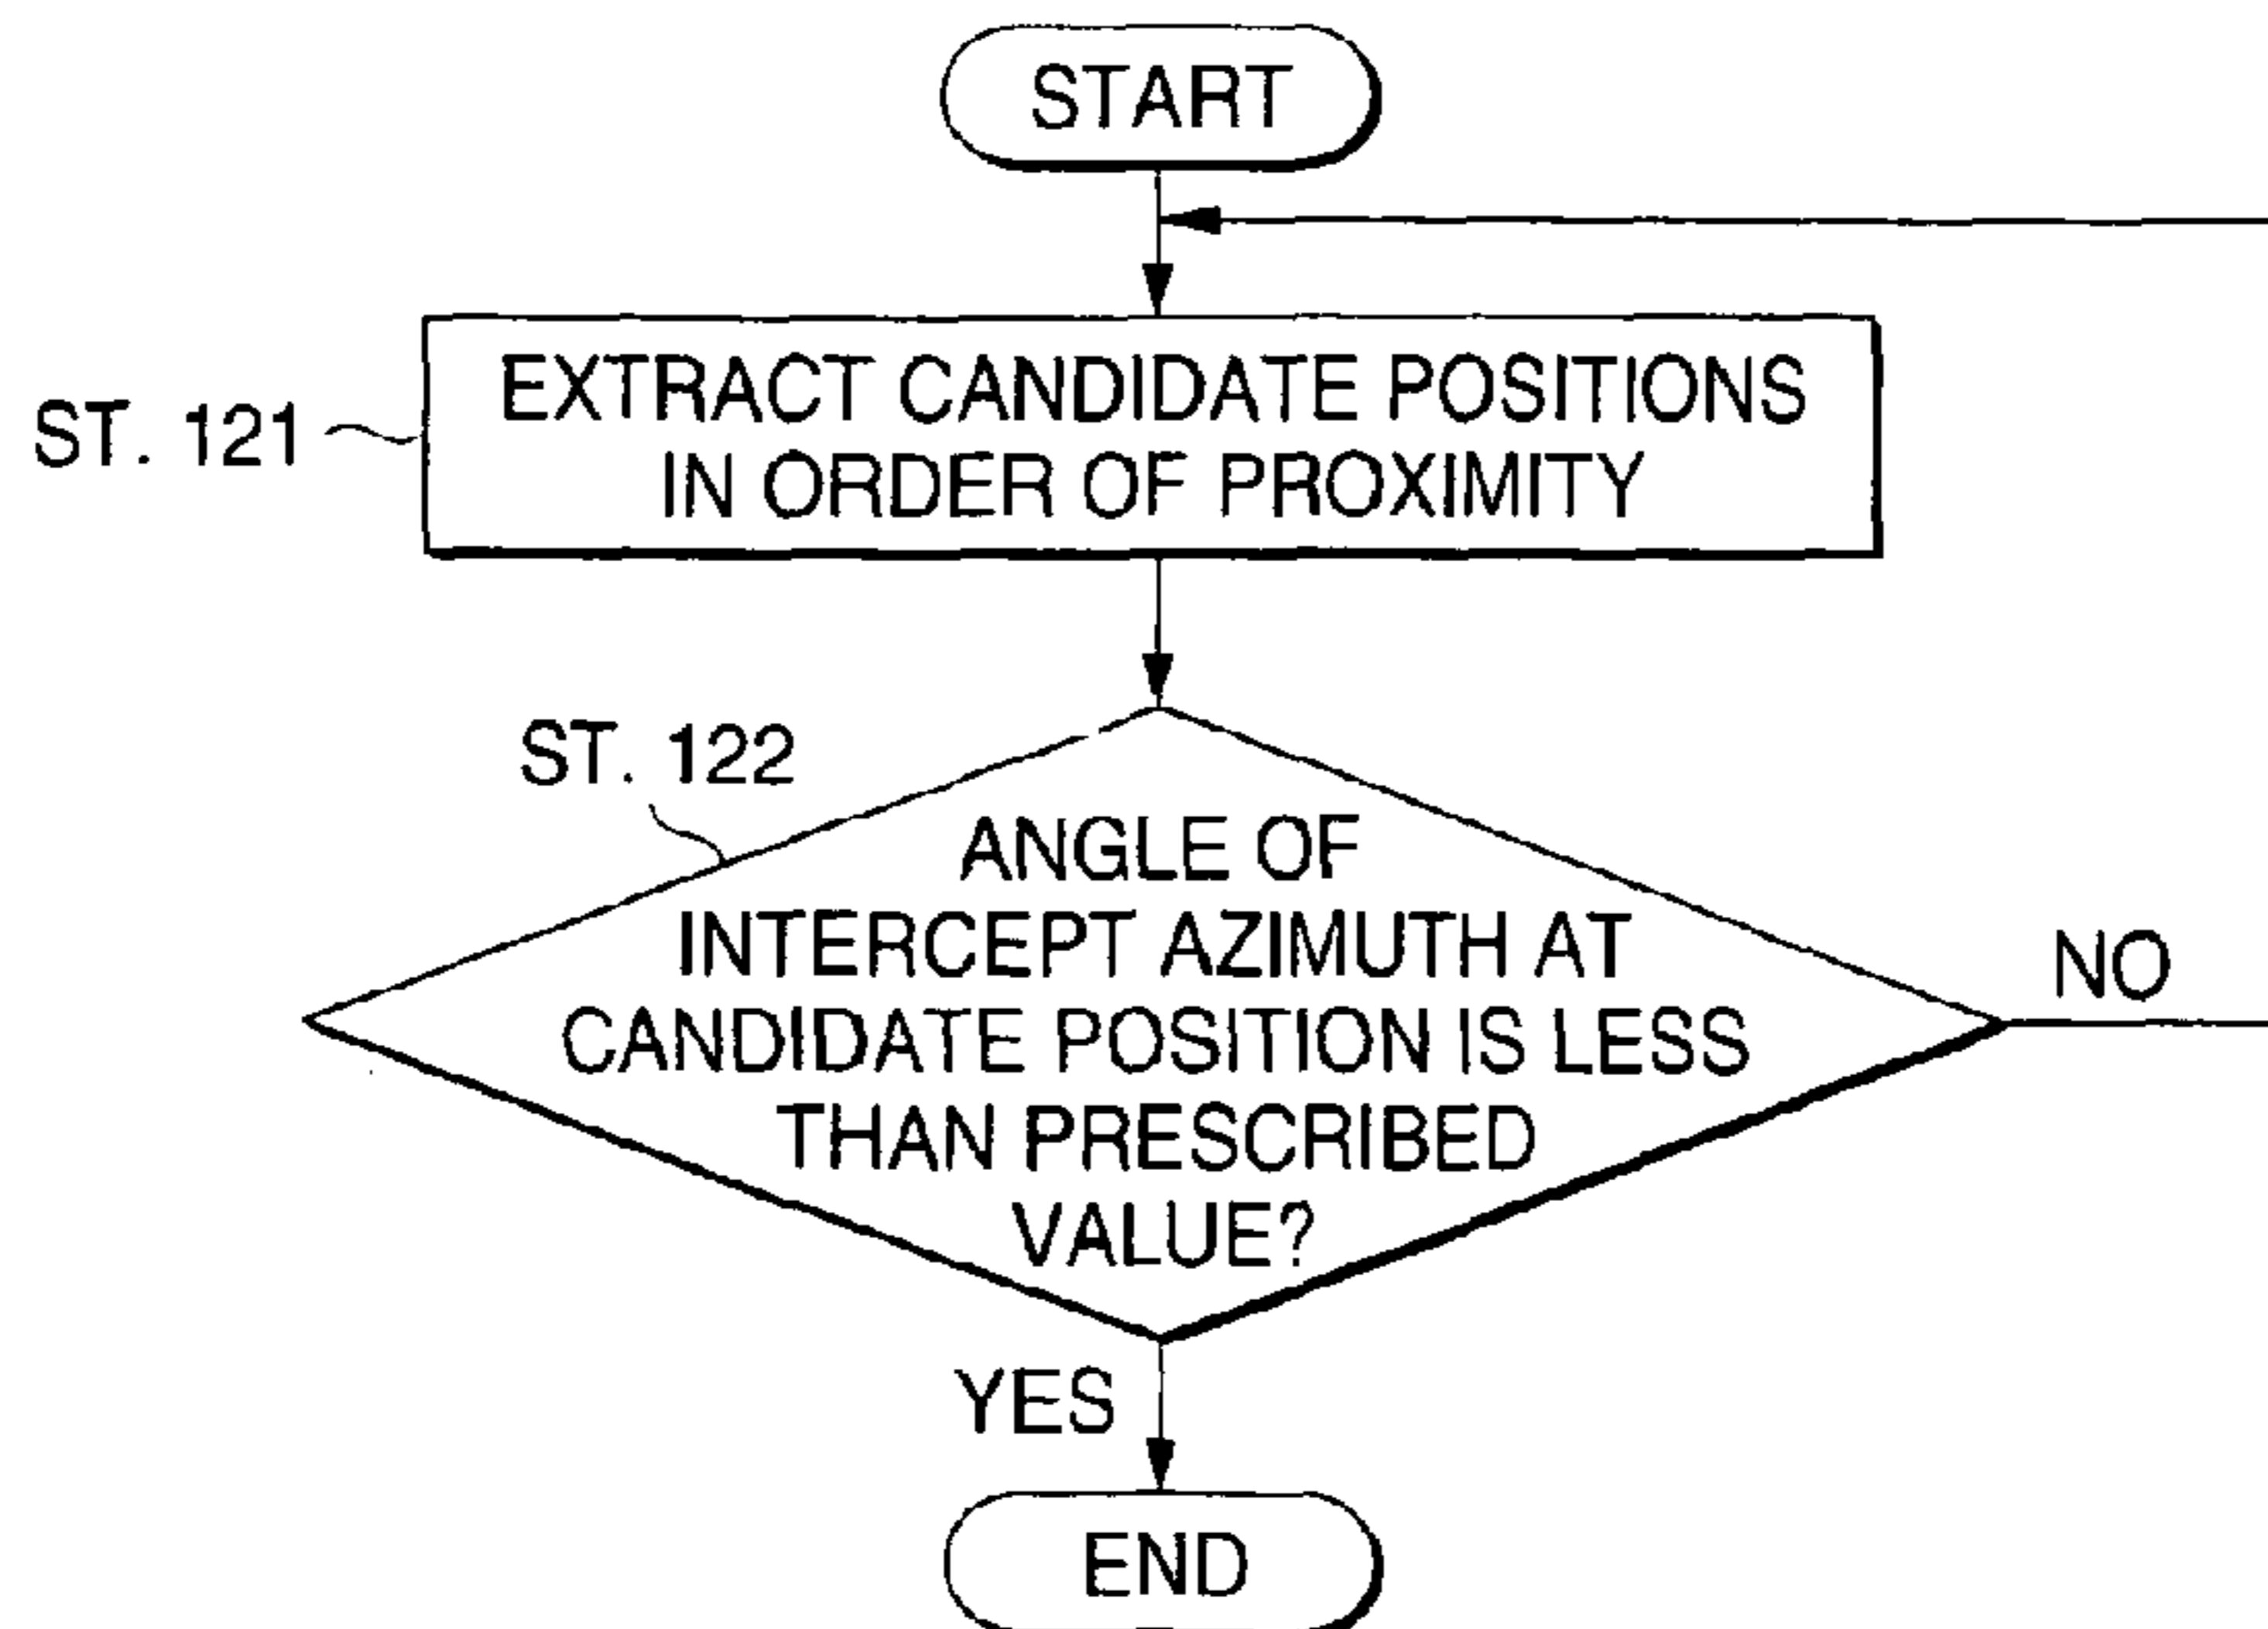 START
EXTRACT CANDIDATE POSITIONS
IN ORDER OF PROXIMITY
ST. 121
ST. 122
ANGLE OF
INTERCEPT AZIMUTH AT
CANDIDATE POSITION IS LESS
THAN PRESCRIBED
VALUE?
NO
YES
END